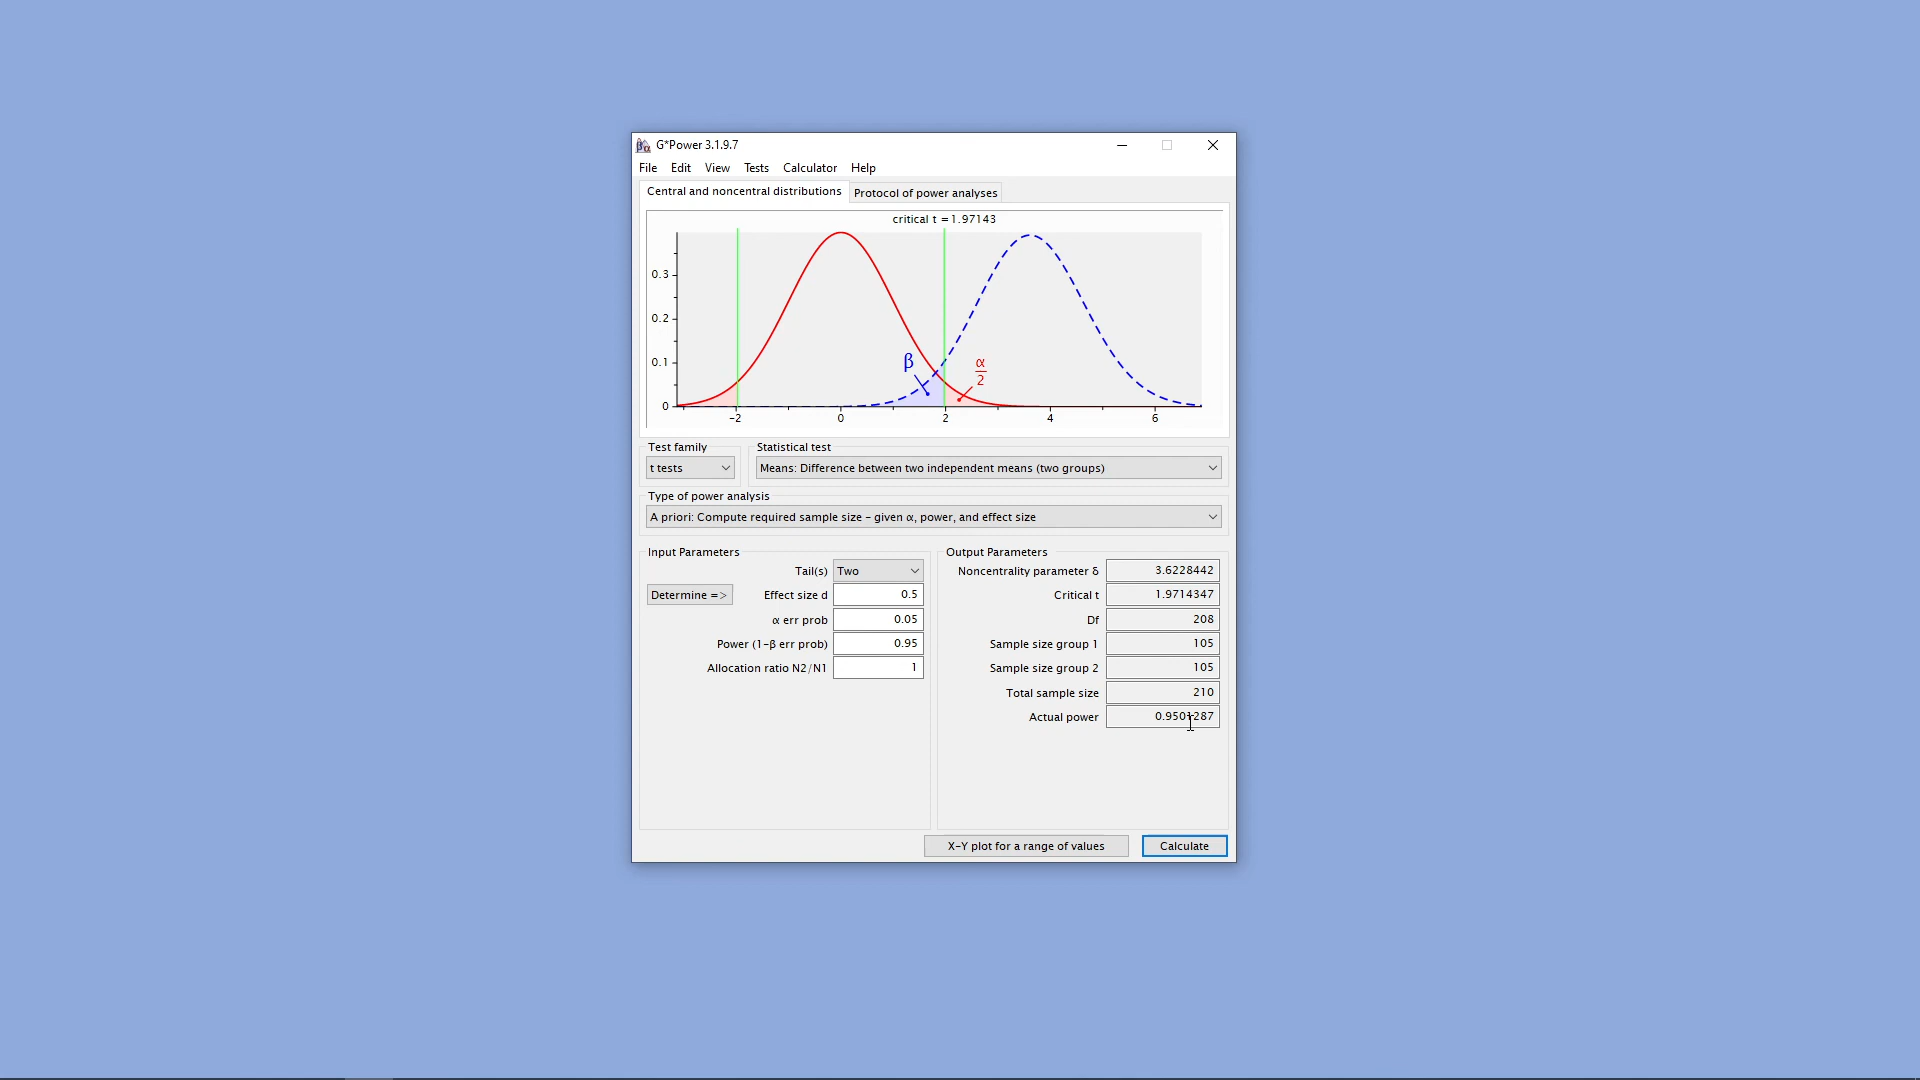 G*Power 3.1.9.7
File Edit View Tests Calculator Help
Central and noncentral distributions Protocol of power analyses
critical t = 1.97143
0.3
0.2
0.1
0
β
α
2
-2 0 2 4 6
Test family Statistical test
t tests Means: Difference between two independent means (two groups)
Type of power analysis
A priori: Compute required sample size - given α, power, and effect size
Input Parameters Output Parameters
Tail(s) Two Noncentrality parameter δ 3.6228442
Determine => Effect size d 0.5 Critical t 1.9714347
α err prob 0.05 Df 208
Power (1-β err prob) 0.95 Sample size group 1 105
Allocation ratio N2/N1 1 Sample size group 2 105
Total sample size 210
Actual power 0.9501287
X-Y plot for a range of values Calculate